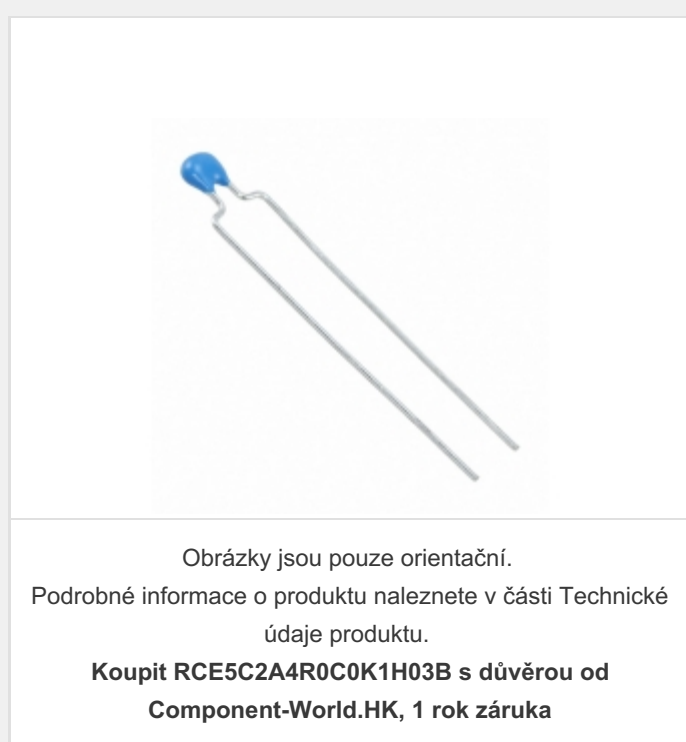 Obrázky jsou pouze orientační.
Podrobné informace o produktu naleznete v části Technické
údaje produktu.
Koupit RCE5C2A4R0C0K1H03B s důvěrou od
Component-World.HK, 1 rok záruka